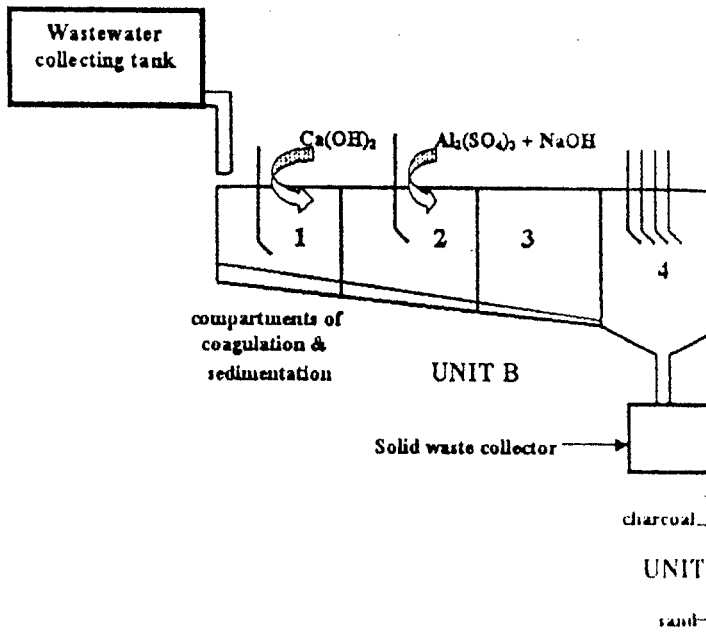 Wastewater
collecting tank
Ca(OH)₂
Al₂(SO₄)₃ + NaOH
1
2
3
4
compartments of
coagulation &
sedimentation
UNIT B
Solid waste collector
charcoal
UNIT
sand